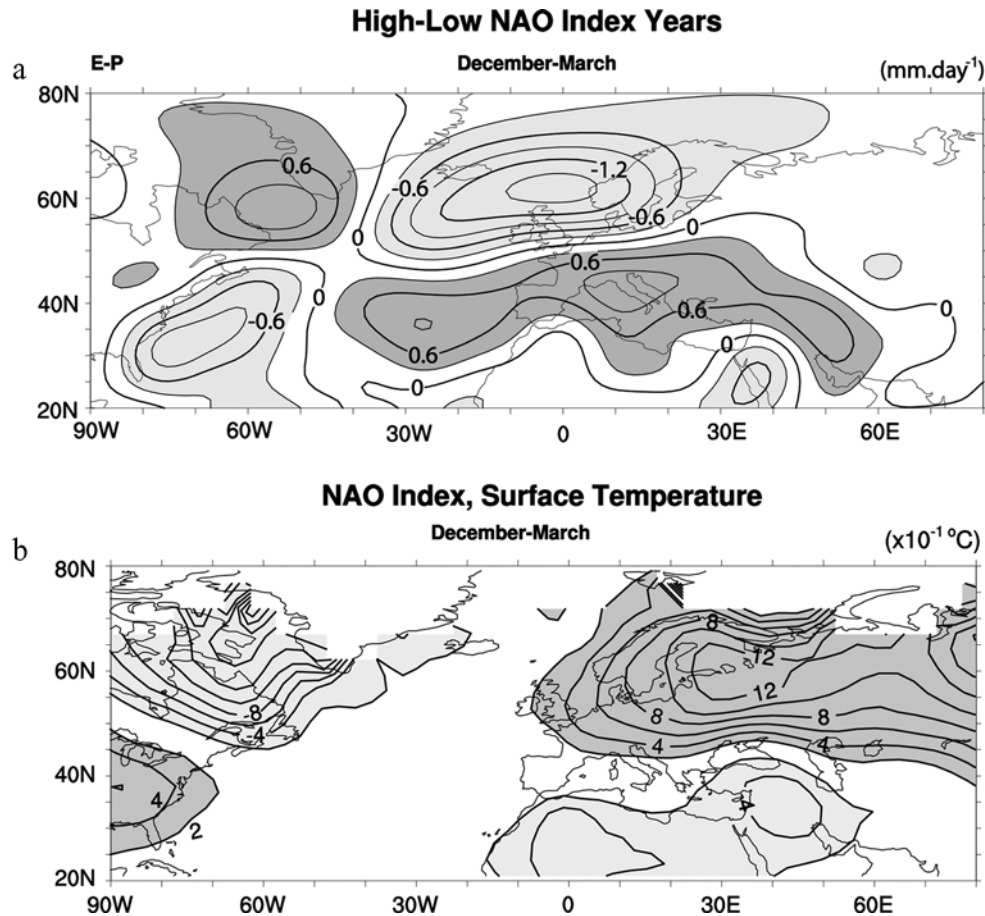 High-Low NAO Index Years
a
E-P December-March (mm.day⁻¹)
80N
0.6 -1.2
-0.6
60N
-0.6
0 0
0.6
40N 0 0
-0.6 0.6
0.6 0
0
20N
90W 60W 30W 0 30E 60E
NAO Index, Surface Temperature
December-March
b (x10⁻¹ ºC)
80N
8
12
60N
12
-8 8 8
-4 4 4
40N
4
2
20N
90W 60W 30W 0 30E 60E